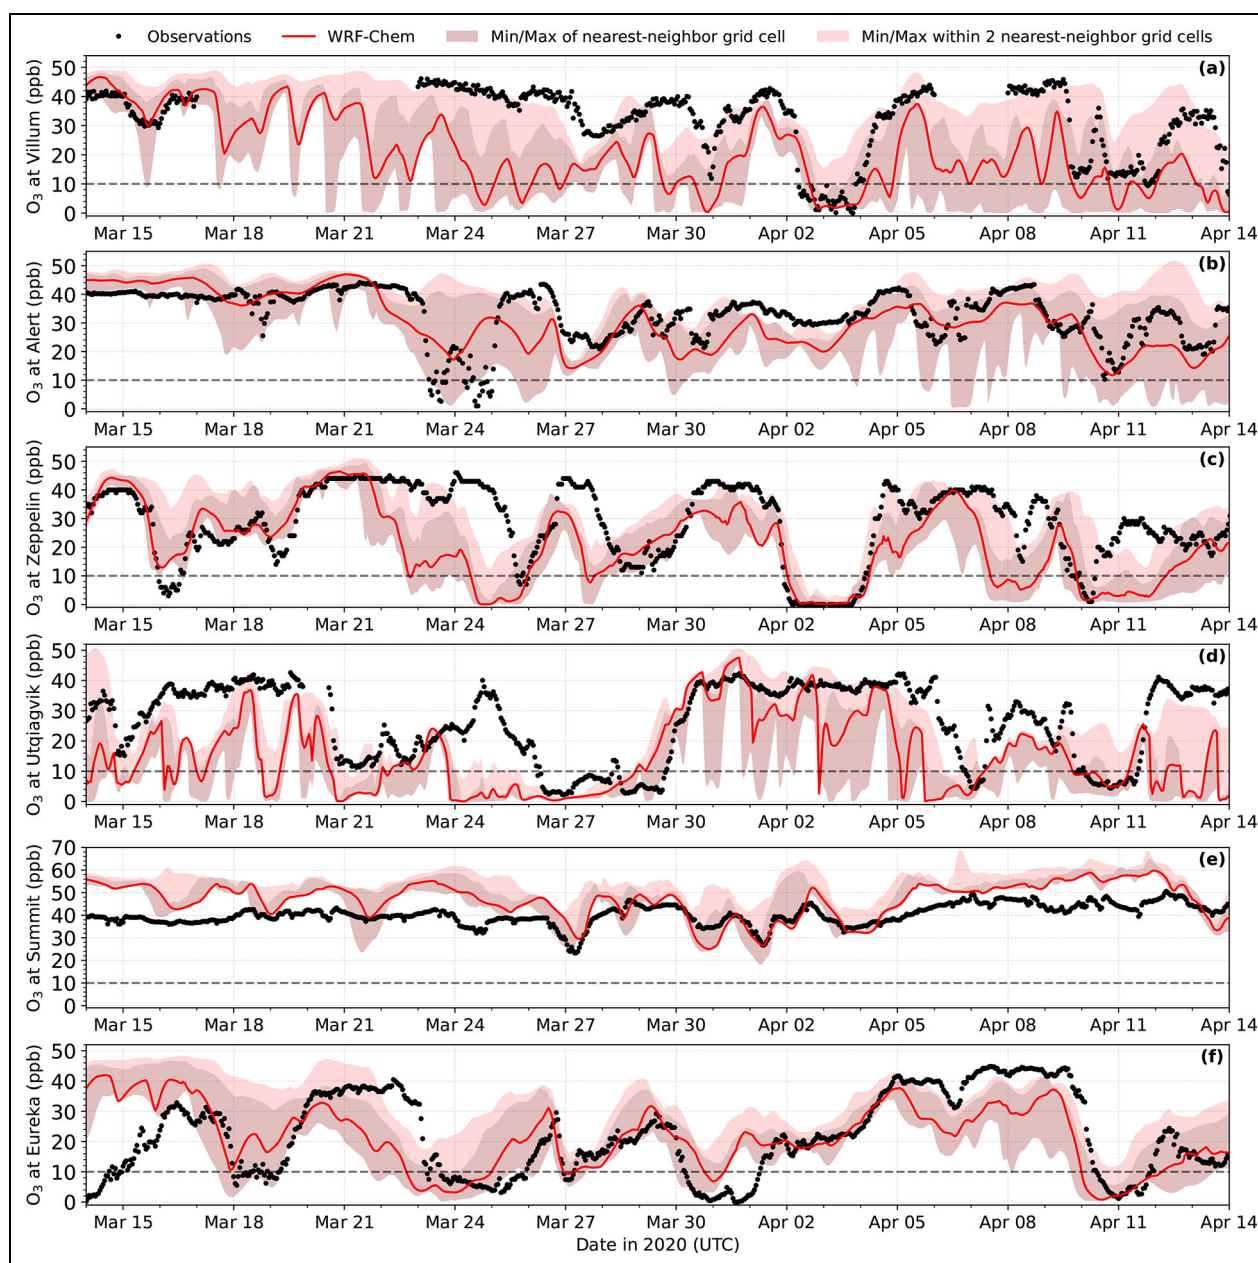 Observations WRF-Chem Min/Max of nearest-neighbor grid cell Min/Max within 2 nearest-neighbor grid cells
(a)
O3 at Villum (ppb)
50
40
30
20
10
0
Mar 15 Mar 18 Mar 21 Mar 24 Mar 27 Mar 30 Apr 02 Apr 05 Apr 08 Apr 11 Apr 14
(b)
O3 at Alert (ppb)
50
40
30
20
10
0
Mar 15 Mar 18 Mar 21 Mar 24 Mar 27 Mar 30 Apr 02 Apr 05 Apr 08 Apr 11 Apr 14
(c)
O3 at Zeppelin (ppb)
50
40
30
20
10
0
Mar 15 Mar 18 Mar 21 Mar 24 Mar 27 Mar 30 Apr 02 Apr 05 Apr 08 Apr 11 Apr 14
(d)
O3 at Utqiagvik (ppb)
50
40
30
20
10
0
Mar 15 Mar 18 Mar 21 Mar 24 Mar 27 Mar 30 Apr 02 Apr 05 Apr 08 Apr 11 Apr 14
(e)
O3 at Summit (ppb)
70
60
50
40
30
20
10
0
Mar 15 Mar 18 Mar 21 Mar 24 Mar 27 Mar 30 Apr 02 Apr 05 Apr 08 Apr 11 Apr 14
(f)
O3 at Eureka (ppb)
50
40
30
20
10
0
Mar 15 Mar 18 Mar 21 Mar 24 Mar 27 Mar 30 Apr 02 Apr 05 Apr 08 Apr 11 Apr 14
Date in 2020 (UTC)